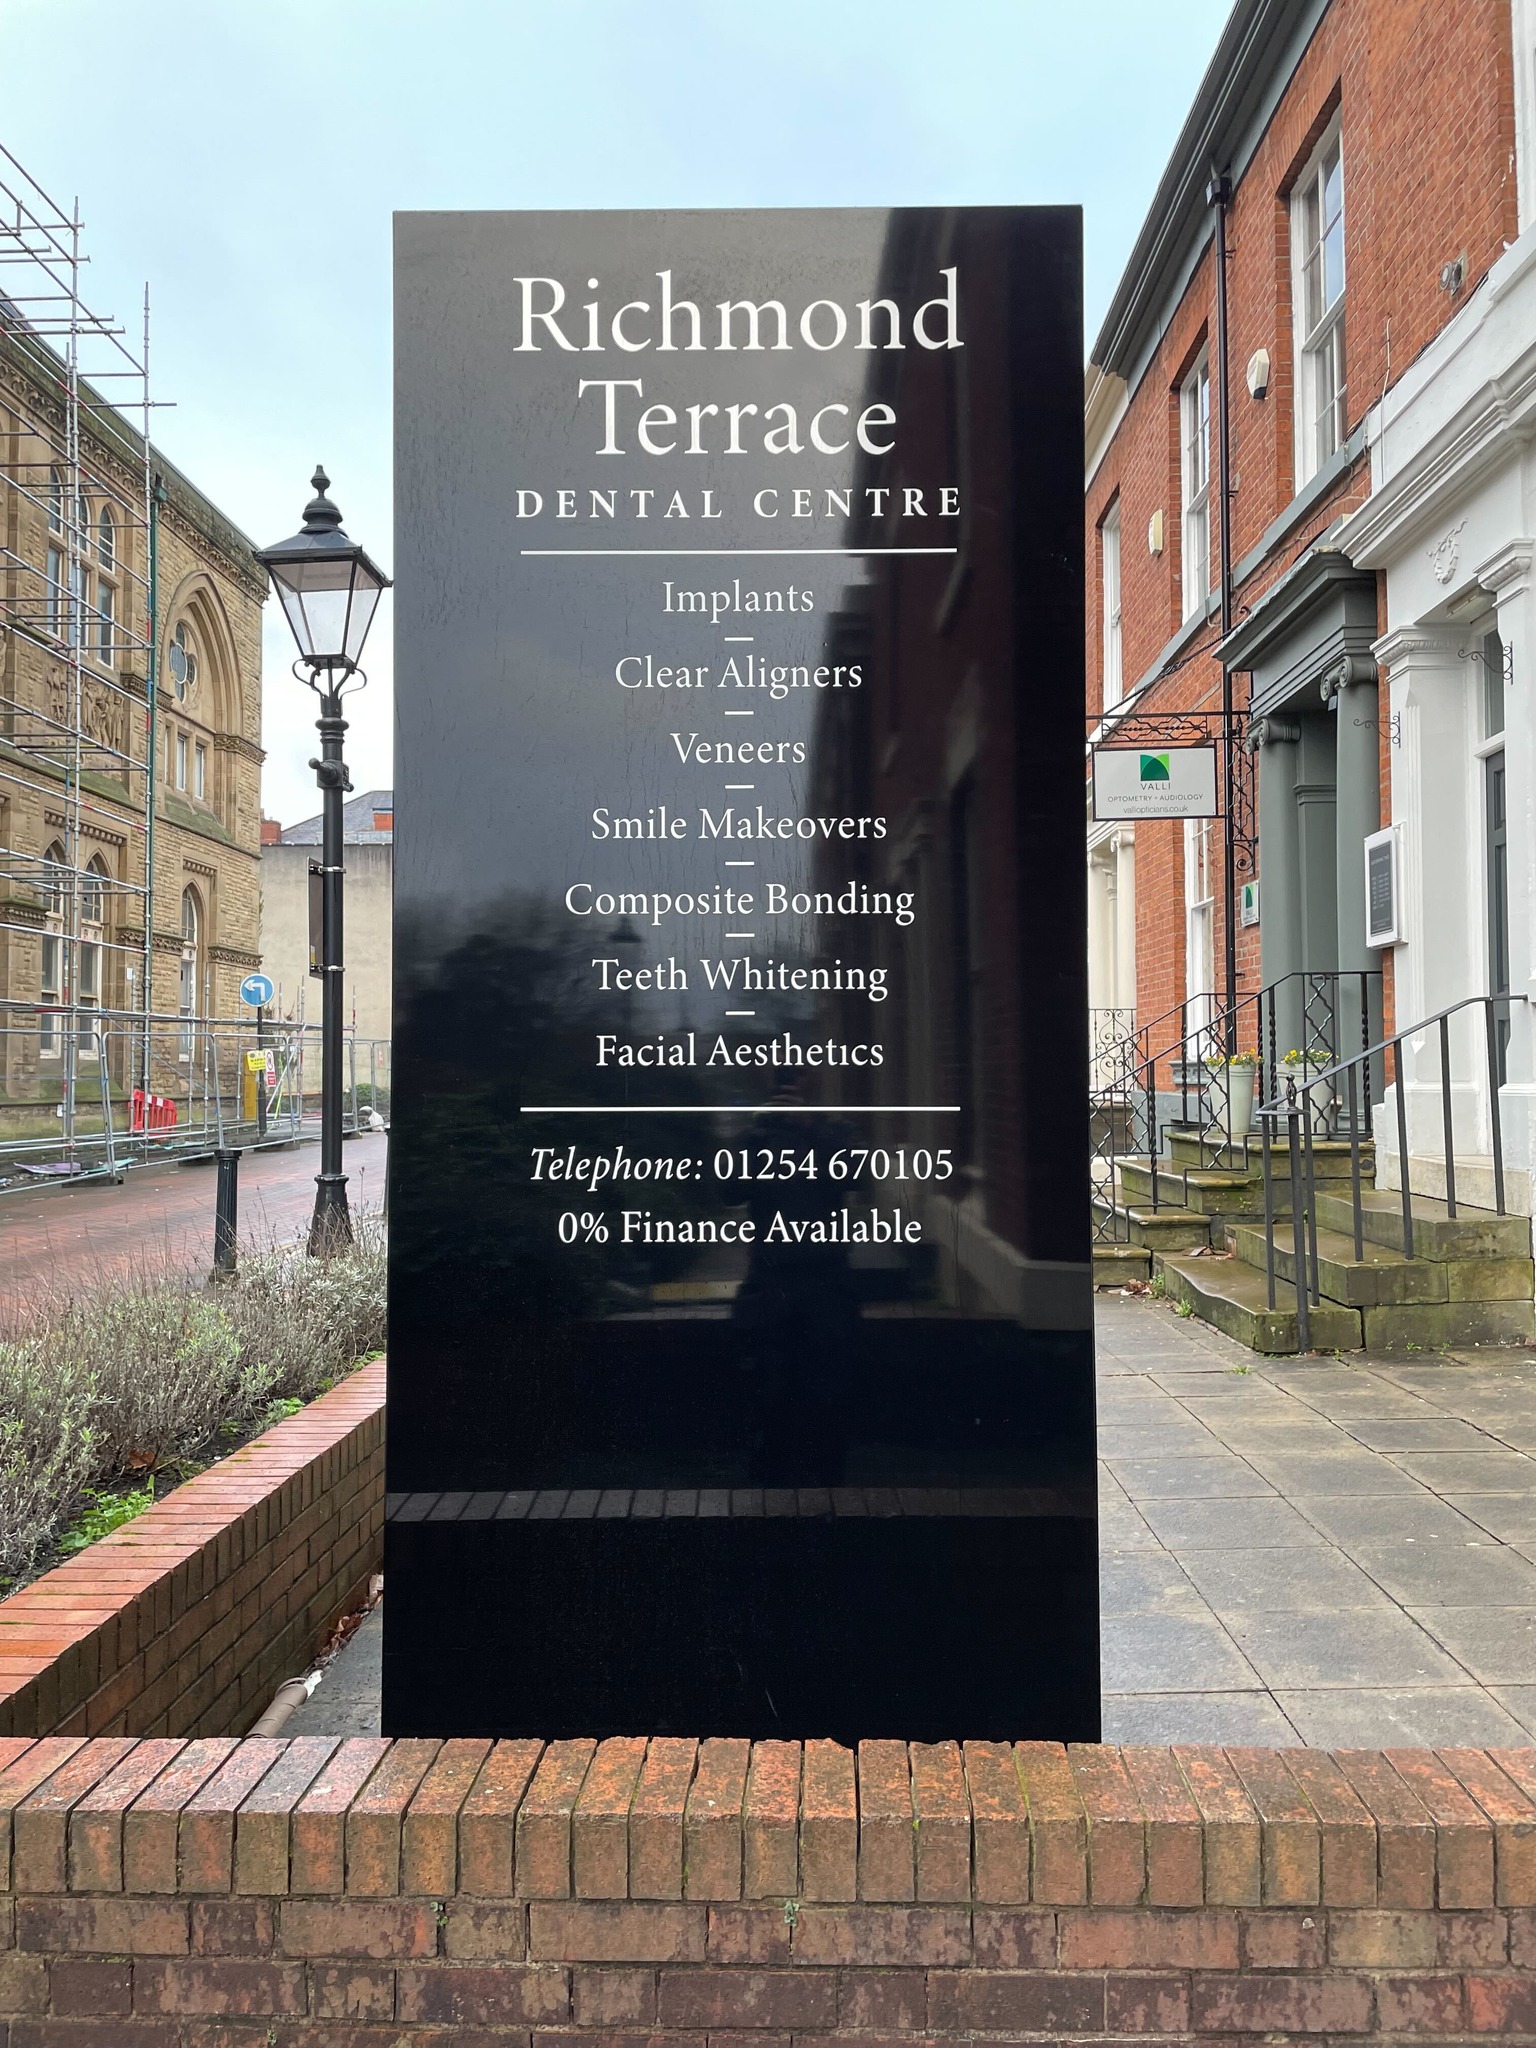 Richmond
Terrace
DENTAL CENTRE
Implants
Clear Aligners
Veneers
Smile Makeovers
Composite Bonding
Teeth Whitening
Facial Aesthetics
Telephone: 01254 670105
0% Finance Available
VALLI
OPTOMETRY + AUDIOLOGY
valliopticians.co.uk